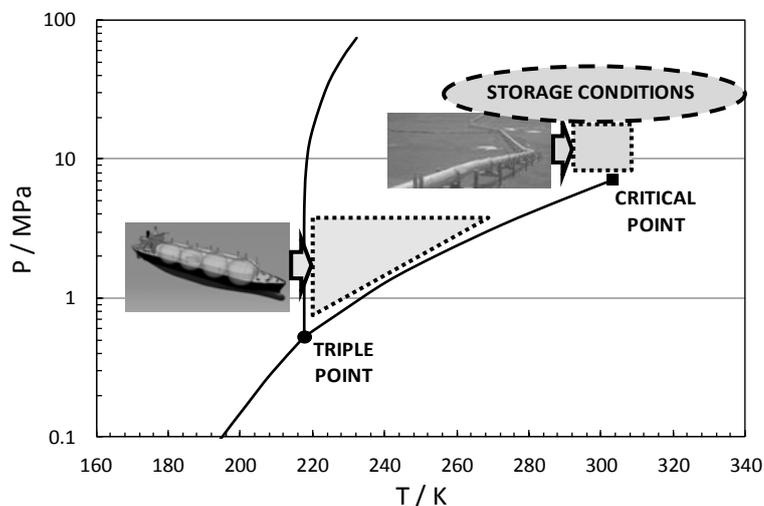 100
10
1
0.1
P / MPa
STORAGE CONDITIONS
CRITICAL
POINT
TRIPLE
POINT
160
180
200
220
240
260
280
300
320
340
T / K